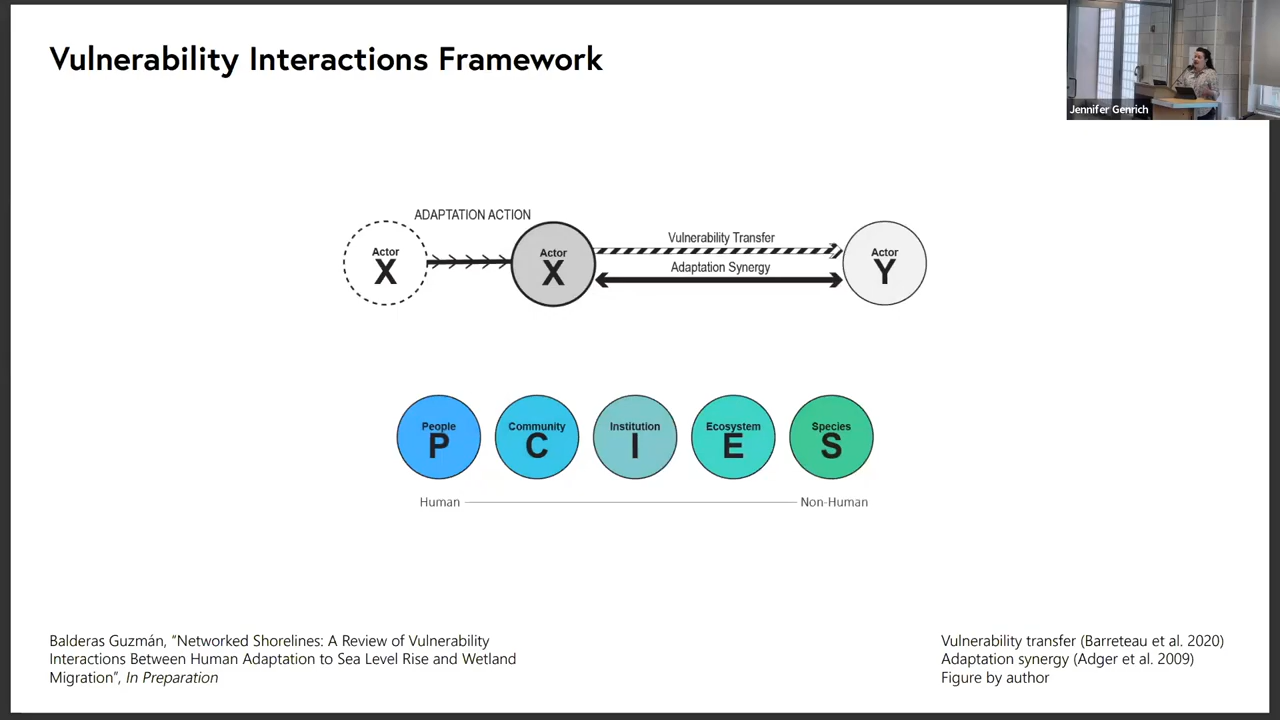 Vulnerability Interactions Framework
Jennifer Genrich
ADAPTATION ACTION
Actor
X
Actor
X
Vulnerability Transfer
Adaptation Synergy
Actor
Y
People
P
Community
C
Institution
I
Ecosystem
E
Species
S
Human
Non-Human
Balderas Guzmán, "Networked Shorelines: A Review of Vulnerability
Interactions Between Human Adaptation to Sea Level Rise and Wetland
Migration", In Preparation
Vulnerability transfer (Barreteau et al. 2020)
Adaptation synergy (Adger et al. 2009)
Figure by author